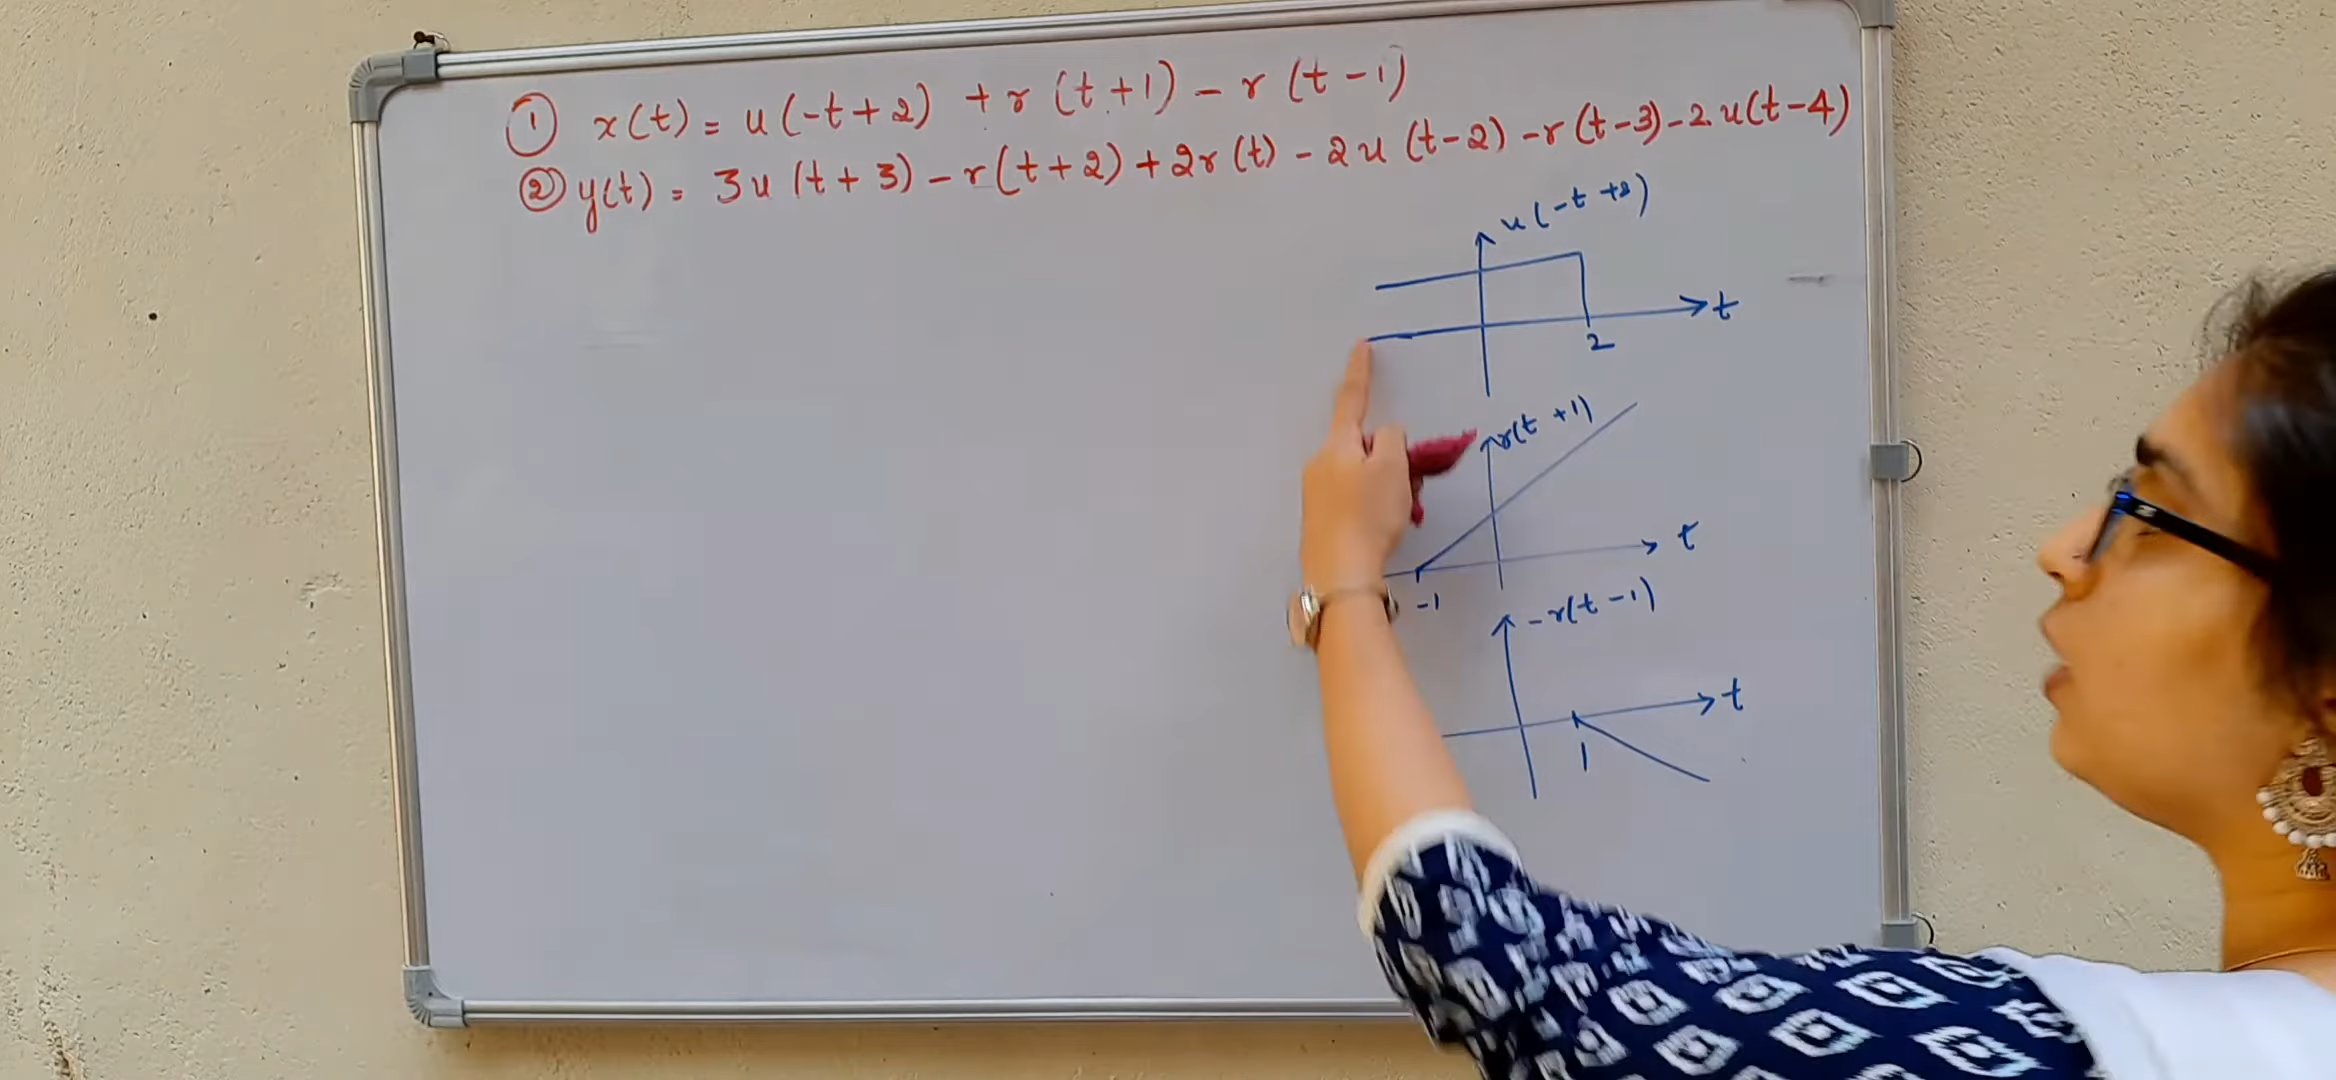 ① x(t) = u(-t+2) + r(t+1) - r(t-1)
② y(t) = 3u(t+3) - r(t+2) + 2r(t) - 2u(t-2) - r(t-3) - 2u(t-4)
u(-t+2)
t
2
r(t+1)
t
-1
-r(t-1)
t
1